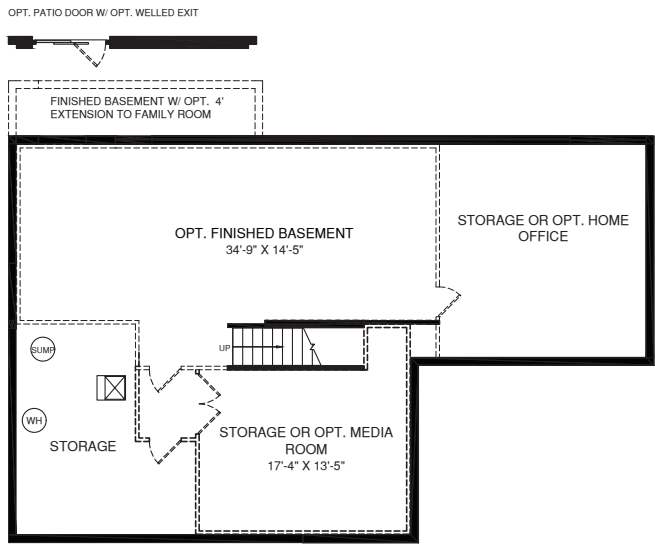 OPT. PATIO DOOR W/ OPT. WELLED EXIT
FINISHED BASEMENT W/ OPT. 4'
EXTENSION TO FAMILY ROOM
OPT. FINISHED BASEMENT
34'-9" X 14'-5"
STORAGE OR OPT. HOME
OFFICE
UP
SUMP
WH
STORAGE
STORAGE OR OPT. MEDIA
ROOM
17'-4" X 13'-5"